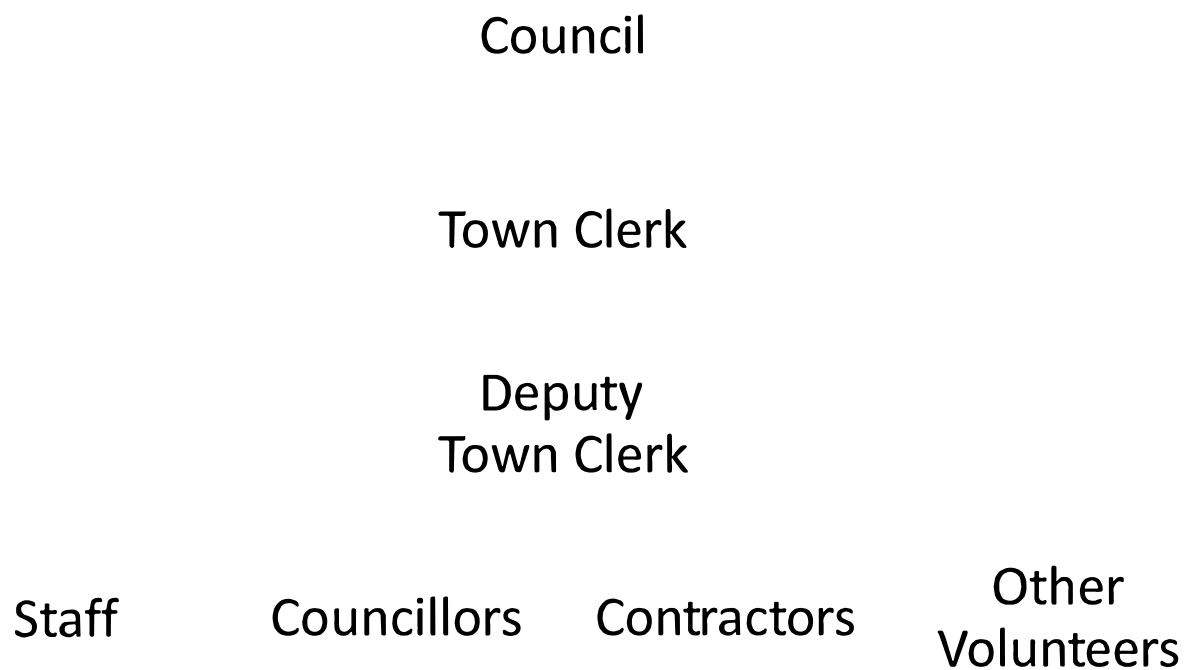 Council
Town Clerk
Deputy
Town Clerk
Staff
Councillors
Contractors
Other
Volunteers